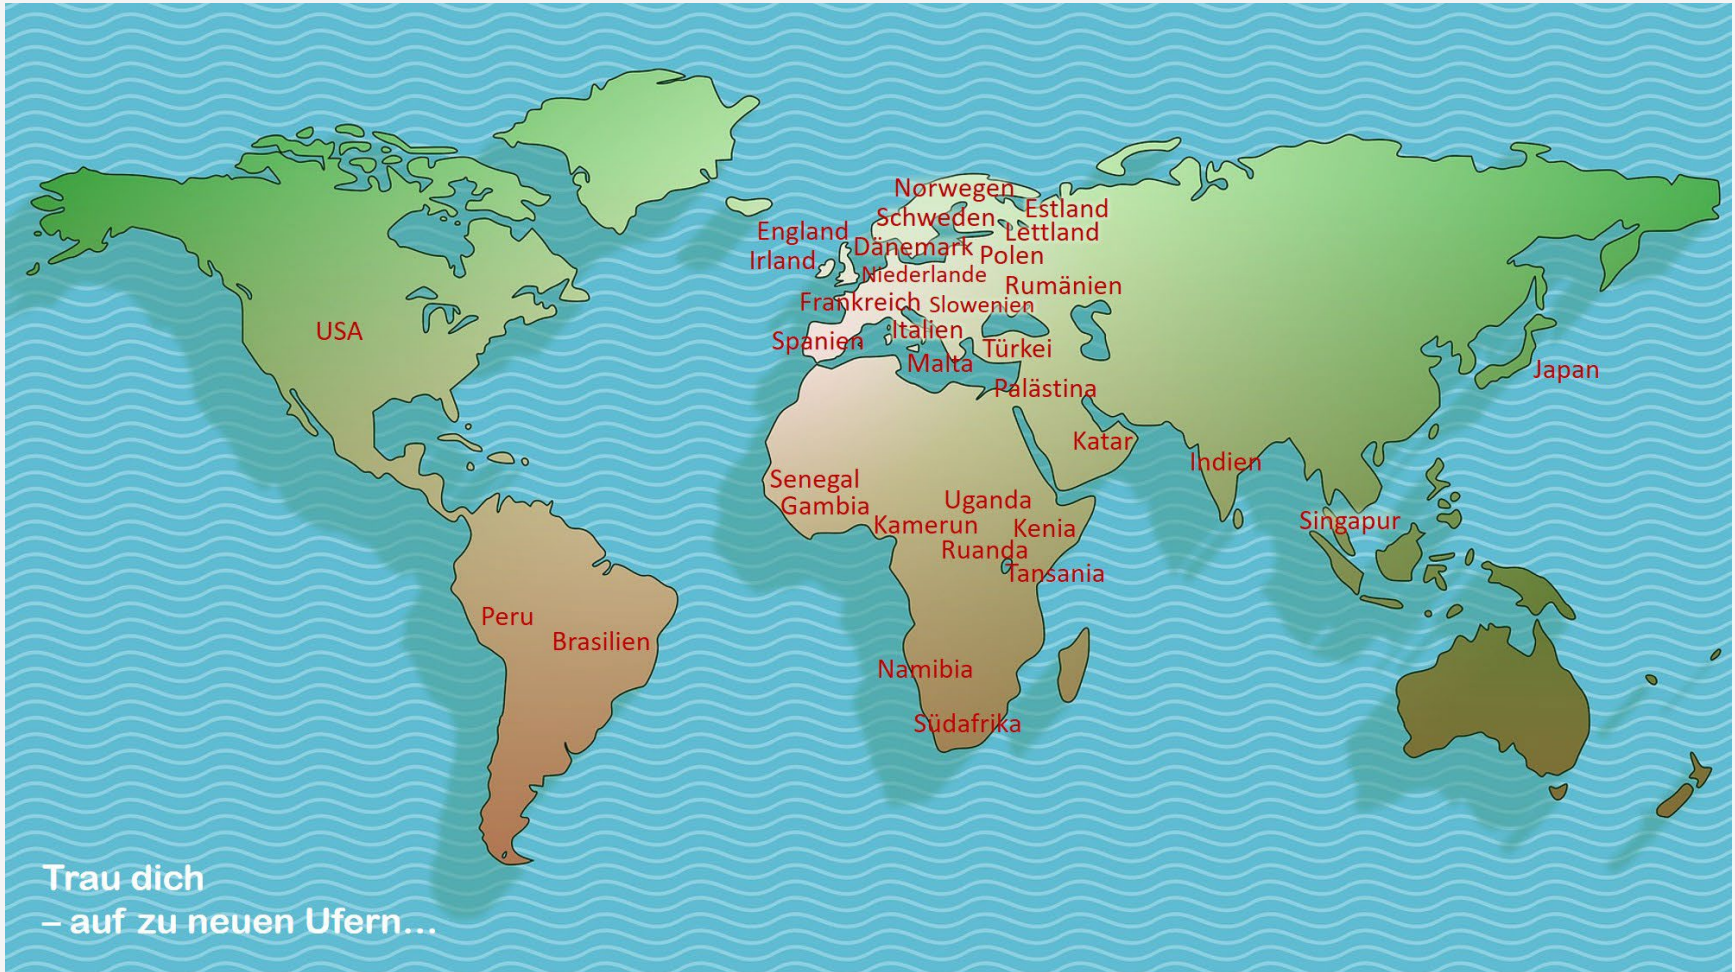 Norwegen
Estland
Schweden
England
Lettland
Dänemark
Polen
Irland
Niederlande
Rumänien
Frankreich
Slowenien
USA
Italien
Spanien
Türkei
Malta
Japan
Palästina
Katar
Indien
Senegal
Uganda
Gambia
Singapur
Kamerun
Kenia
Ruanda
Tansania
Peru
Brasilien
Namibia
Südafrika
Trau dich
– auf zu neuen Ufern...